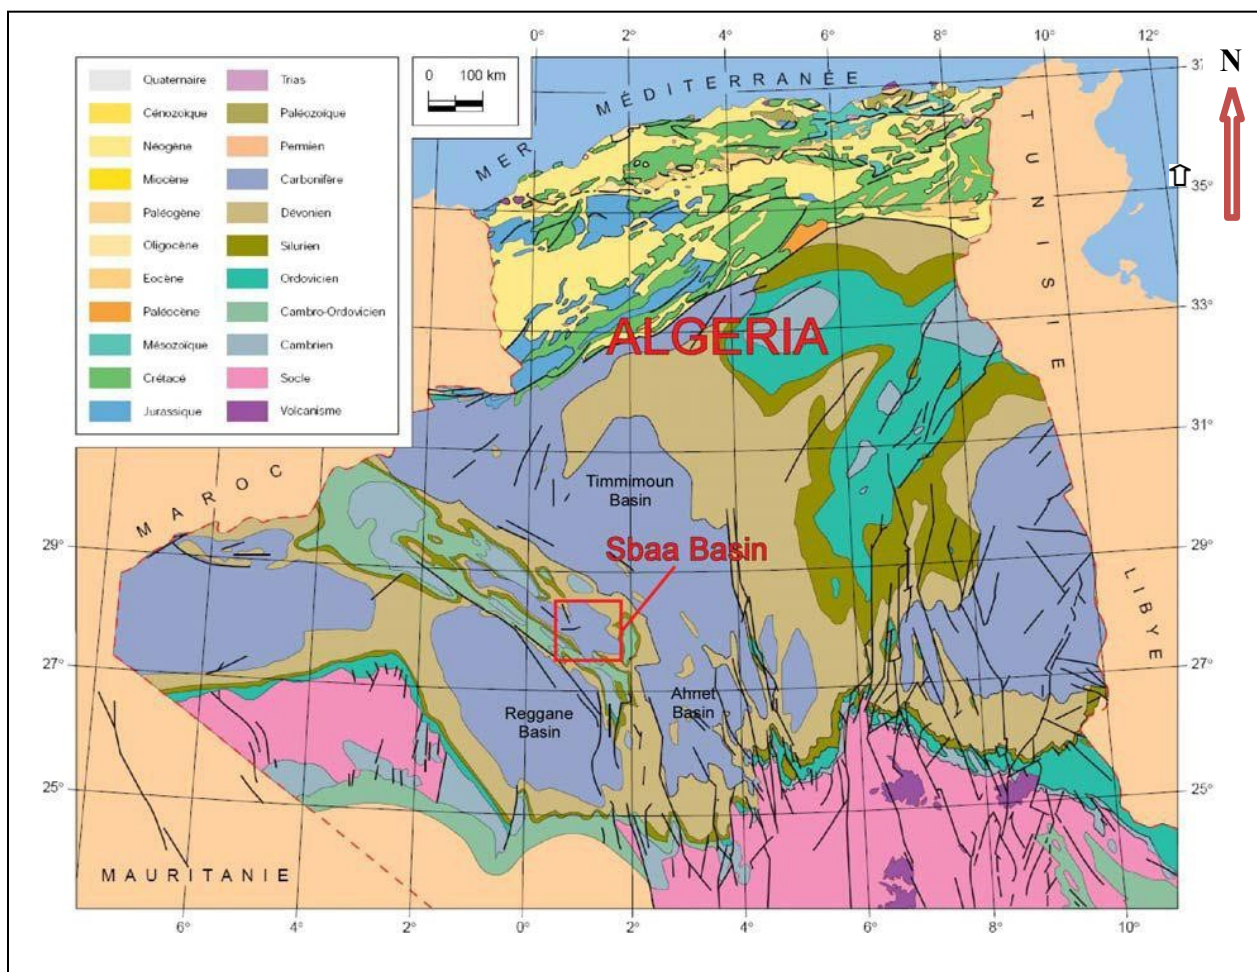 0° 2° 4° 6° 8° 10° 12°
N
Quaternaire
Cénozoïque
Néogène
Miocène
Paléogène
Oligocène
Eocène
Paléocène
Mésozoïque
Crétacé
Jurassique
Trias
Paléozoïque
Permien
Carbonifère
Dévonien
Silurien
Ordovicien
Cambro-Ordovicien
Cambrien
Socle
Volcanisme
0 100 km
MER MÉDITERRANÉE
TUNISIE
35°
33°
ALGERIA
31°
Timmimoun
Basin
MAROC
29°
Sbaa Basin
29°
LIBYE
27°
27°
Ahnet
Basin
Reggane
Basin
25°
25°
MAURITANIE
6° 4° 2° 0° 2° 4° 6° 8° 10°